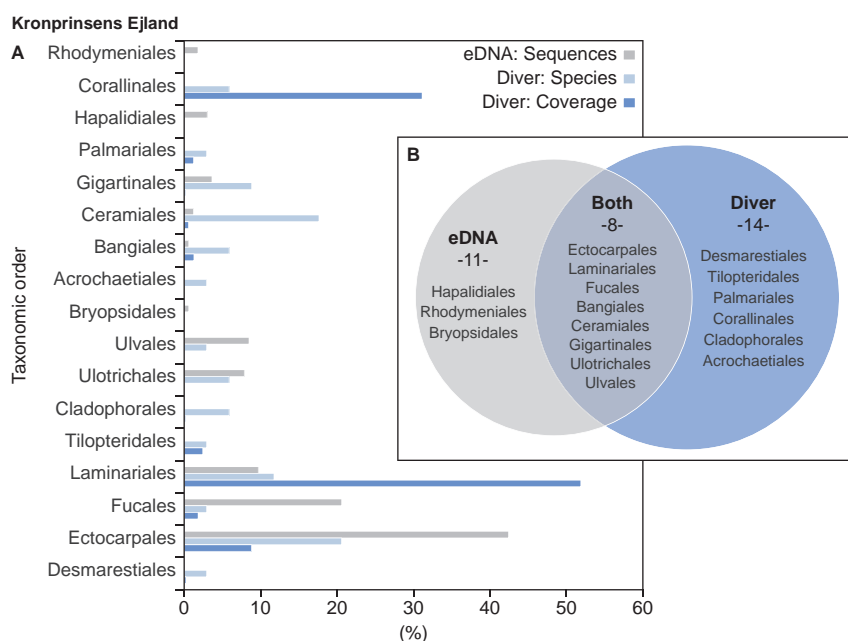 Kronprinsens Ejland
A
eDNA: Sequences
Diver: Species
Diver: Coverage
Taxonomic order
Rhodymeniales
Corallinales
Hapalidiales
Palmariales
Gigartinales
Ceramiales
Bangiales
Acrochaetiales
Bryopsidales
Ulvales
Ulotrichales
Cladophorales
Tilopteridales
Laminariales
Fucales
Ectocarpales
Desmarestiales
0 10 20 30 40 50 60
(%)
B
eDNA
-11-
Hapalidiales
Rhodymeniales
Bryopsidales
Both
-8-
Ectocarpales
Laminariales
Fucales
Bangiales
Ceramiales
Gigartinales
Ulotrichales
Ulvales
Diver
-14-
Desmarestiales
Tilopteridales
Palmariales
Corallinales
Cladophorales
Acrochaetiales